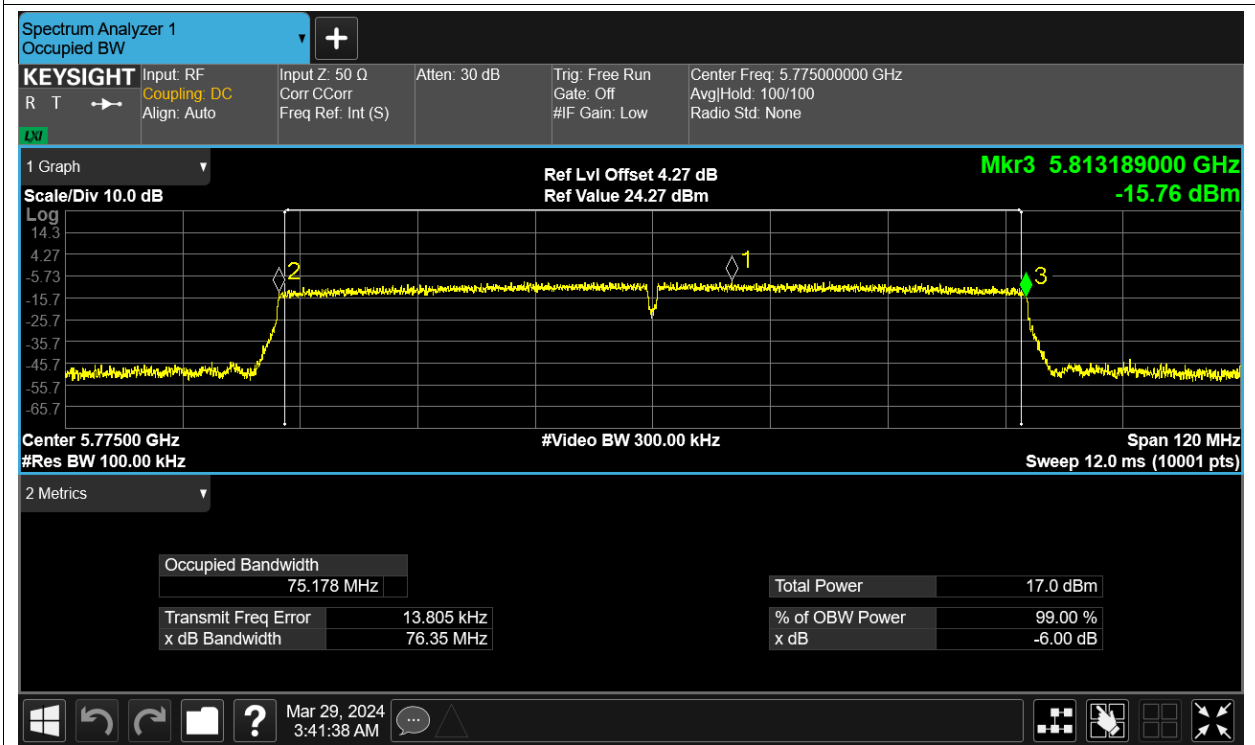 Spectrum Analyzer 1
Occupied BW
KEYSIGHT
R T
LXI
Input: RF
Coupling: DC
Align: Auto
Input Z: 50 Ω
Corr CCorr
Freq Ref: Int (S)
Atten: 30 dB
Trig: Free Run
Gate: Off
#IF Gain: Low
Center Freq: 5.775000000 GHz
Avg|Hold: 100/100
Radio Std: None
1 Graph
Scale/Div 10.0 dB
Ref Lvl Offset 4.27 dB
Ref Value 24.27 dBm
Mkr3 5.813189000 GHz
-15.76 dBm
Log
14.3
4.27
-5.73
-15.7
-25.7
-35.7
-45.7
-55.7
-65.7
2
1
3
Center 5.77500 GHz
#Video BW 300.00 kHz
Span 120 MHz
#Res BW 100.00 kHz
Sweep 12.0 ms (10001 pts)
2 Metrics
Occupied Bandwidth
75.178 MHz
Transmit Freq Error 13.805 kHz
x dB Bandwidth 76.35 MHz
Total Power 17.0 dBm
% of OBW Power 99.00 %
x dB -6.00 dB
?
Mar 29, 2024
3:41:38 AM